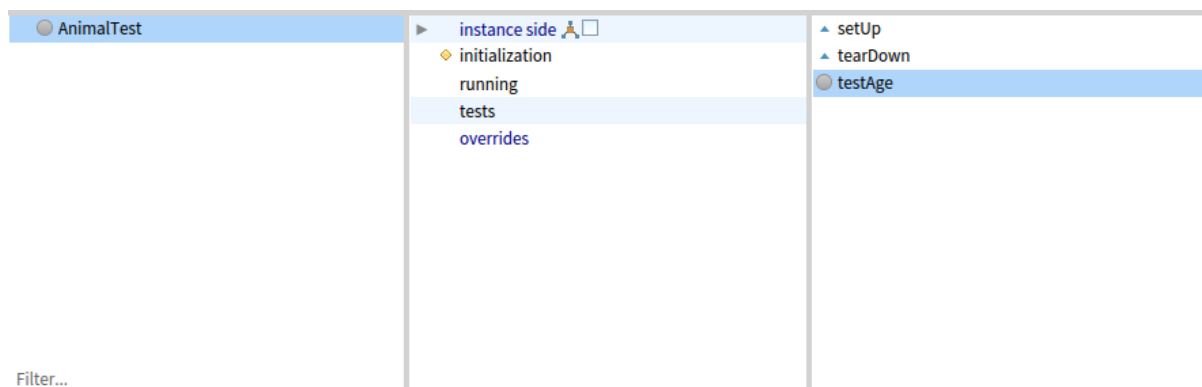 AnimalTest
Filter...
instance side
initialization
running
tests
overrides
setUp
tearDown
testAge